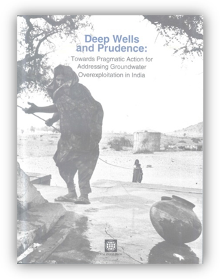 Deep Wells
and Prudence:
Towards Pragmatic Action for
Addressing Groundwater
Overexploitation in India